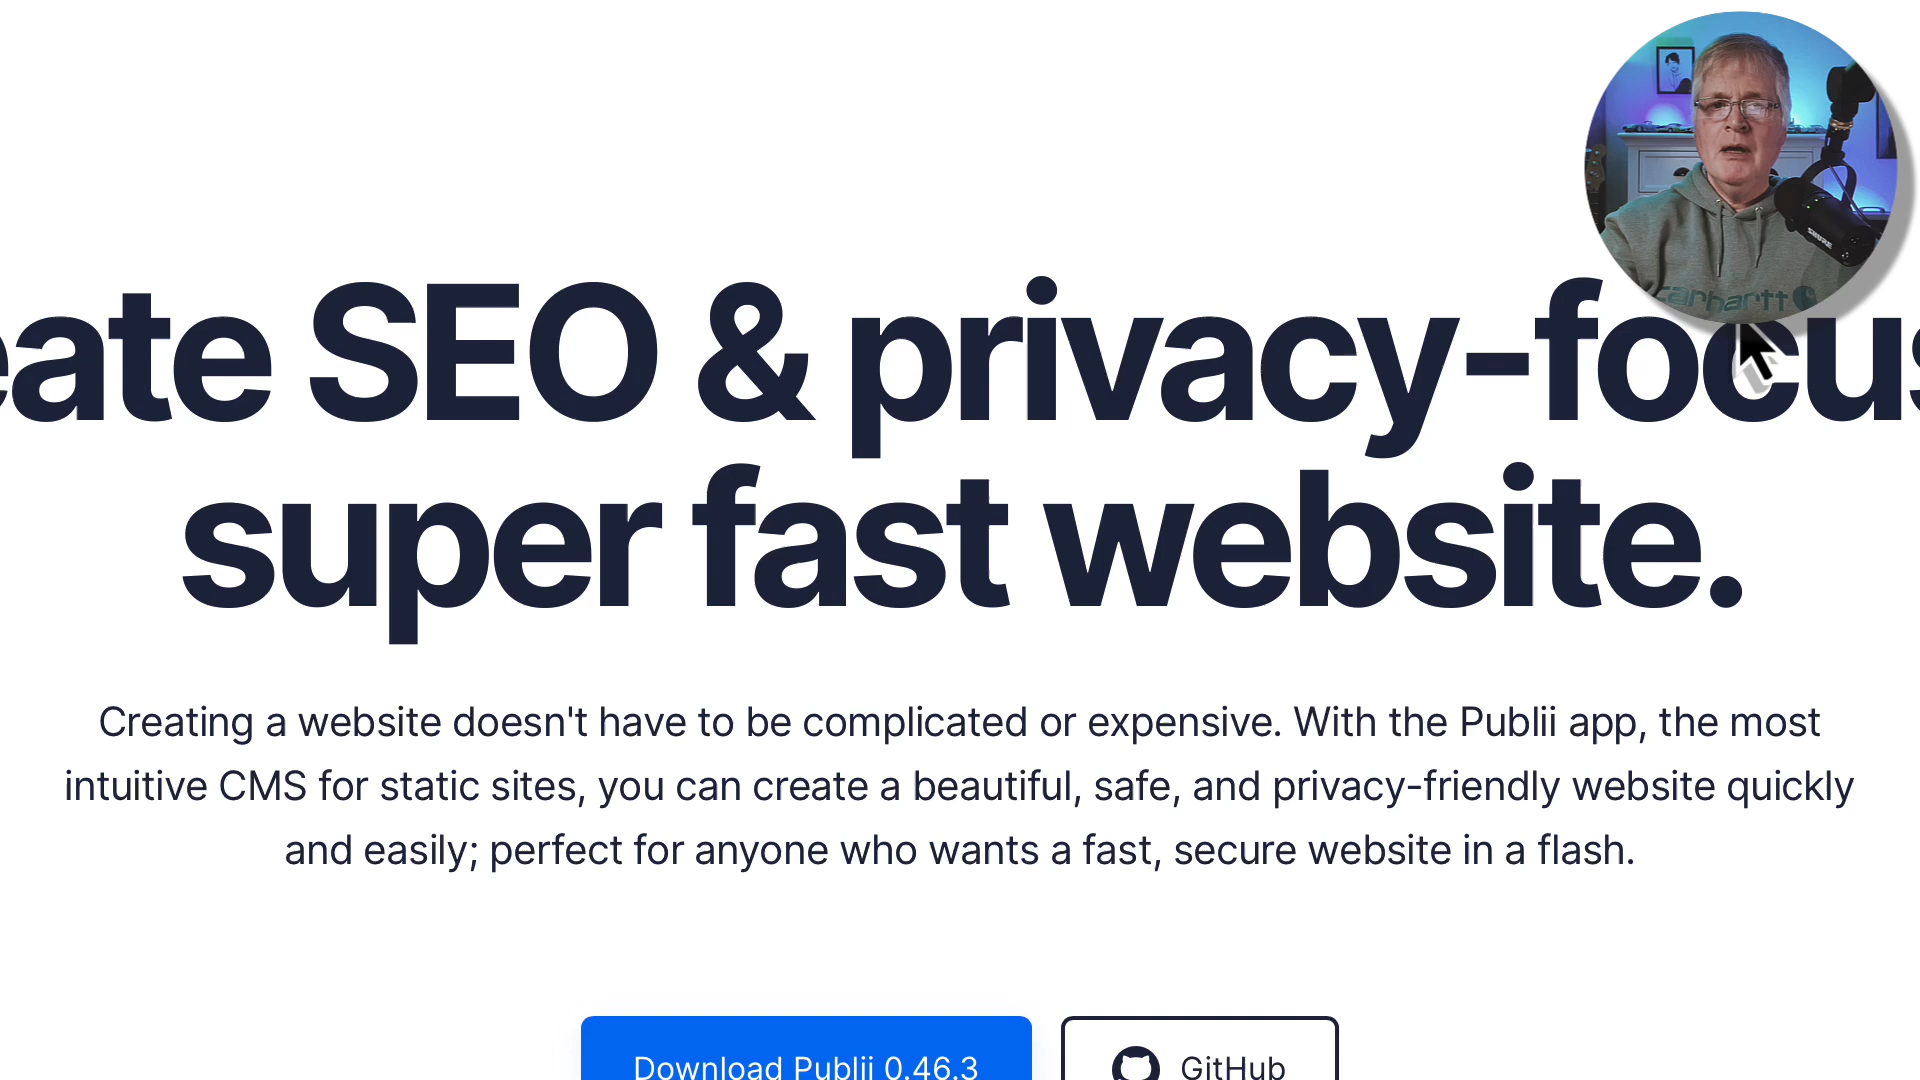 eate SEO & privacy-focus
super fast website.
Creating a website doesn't have to be complicated or expensive. With the Publii app, the most
intuitive CMS for static sites, you can create a beautiful, safe, and privacy-friendly website quickly
and easily; perfect for anyone who wants a fast, secure website in a flash.
Download Publii 0.46.3
GitHub
carhartt
SHURE